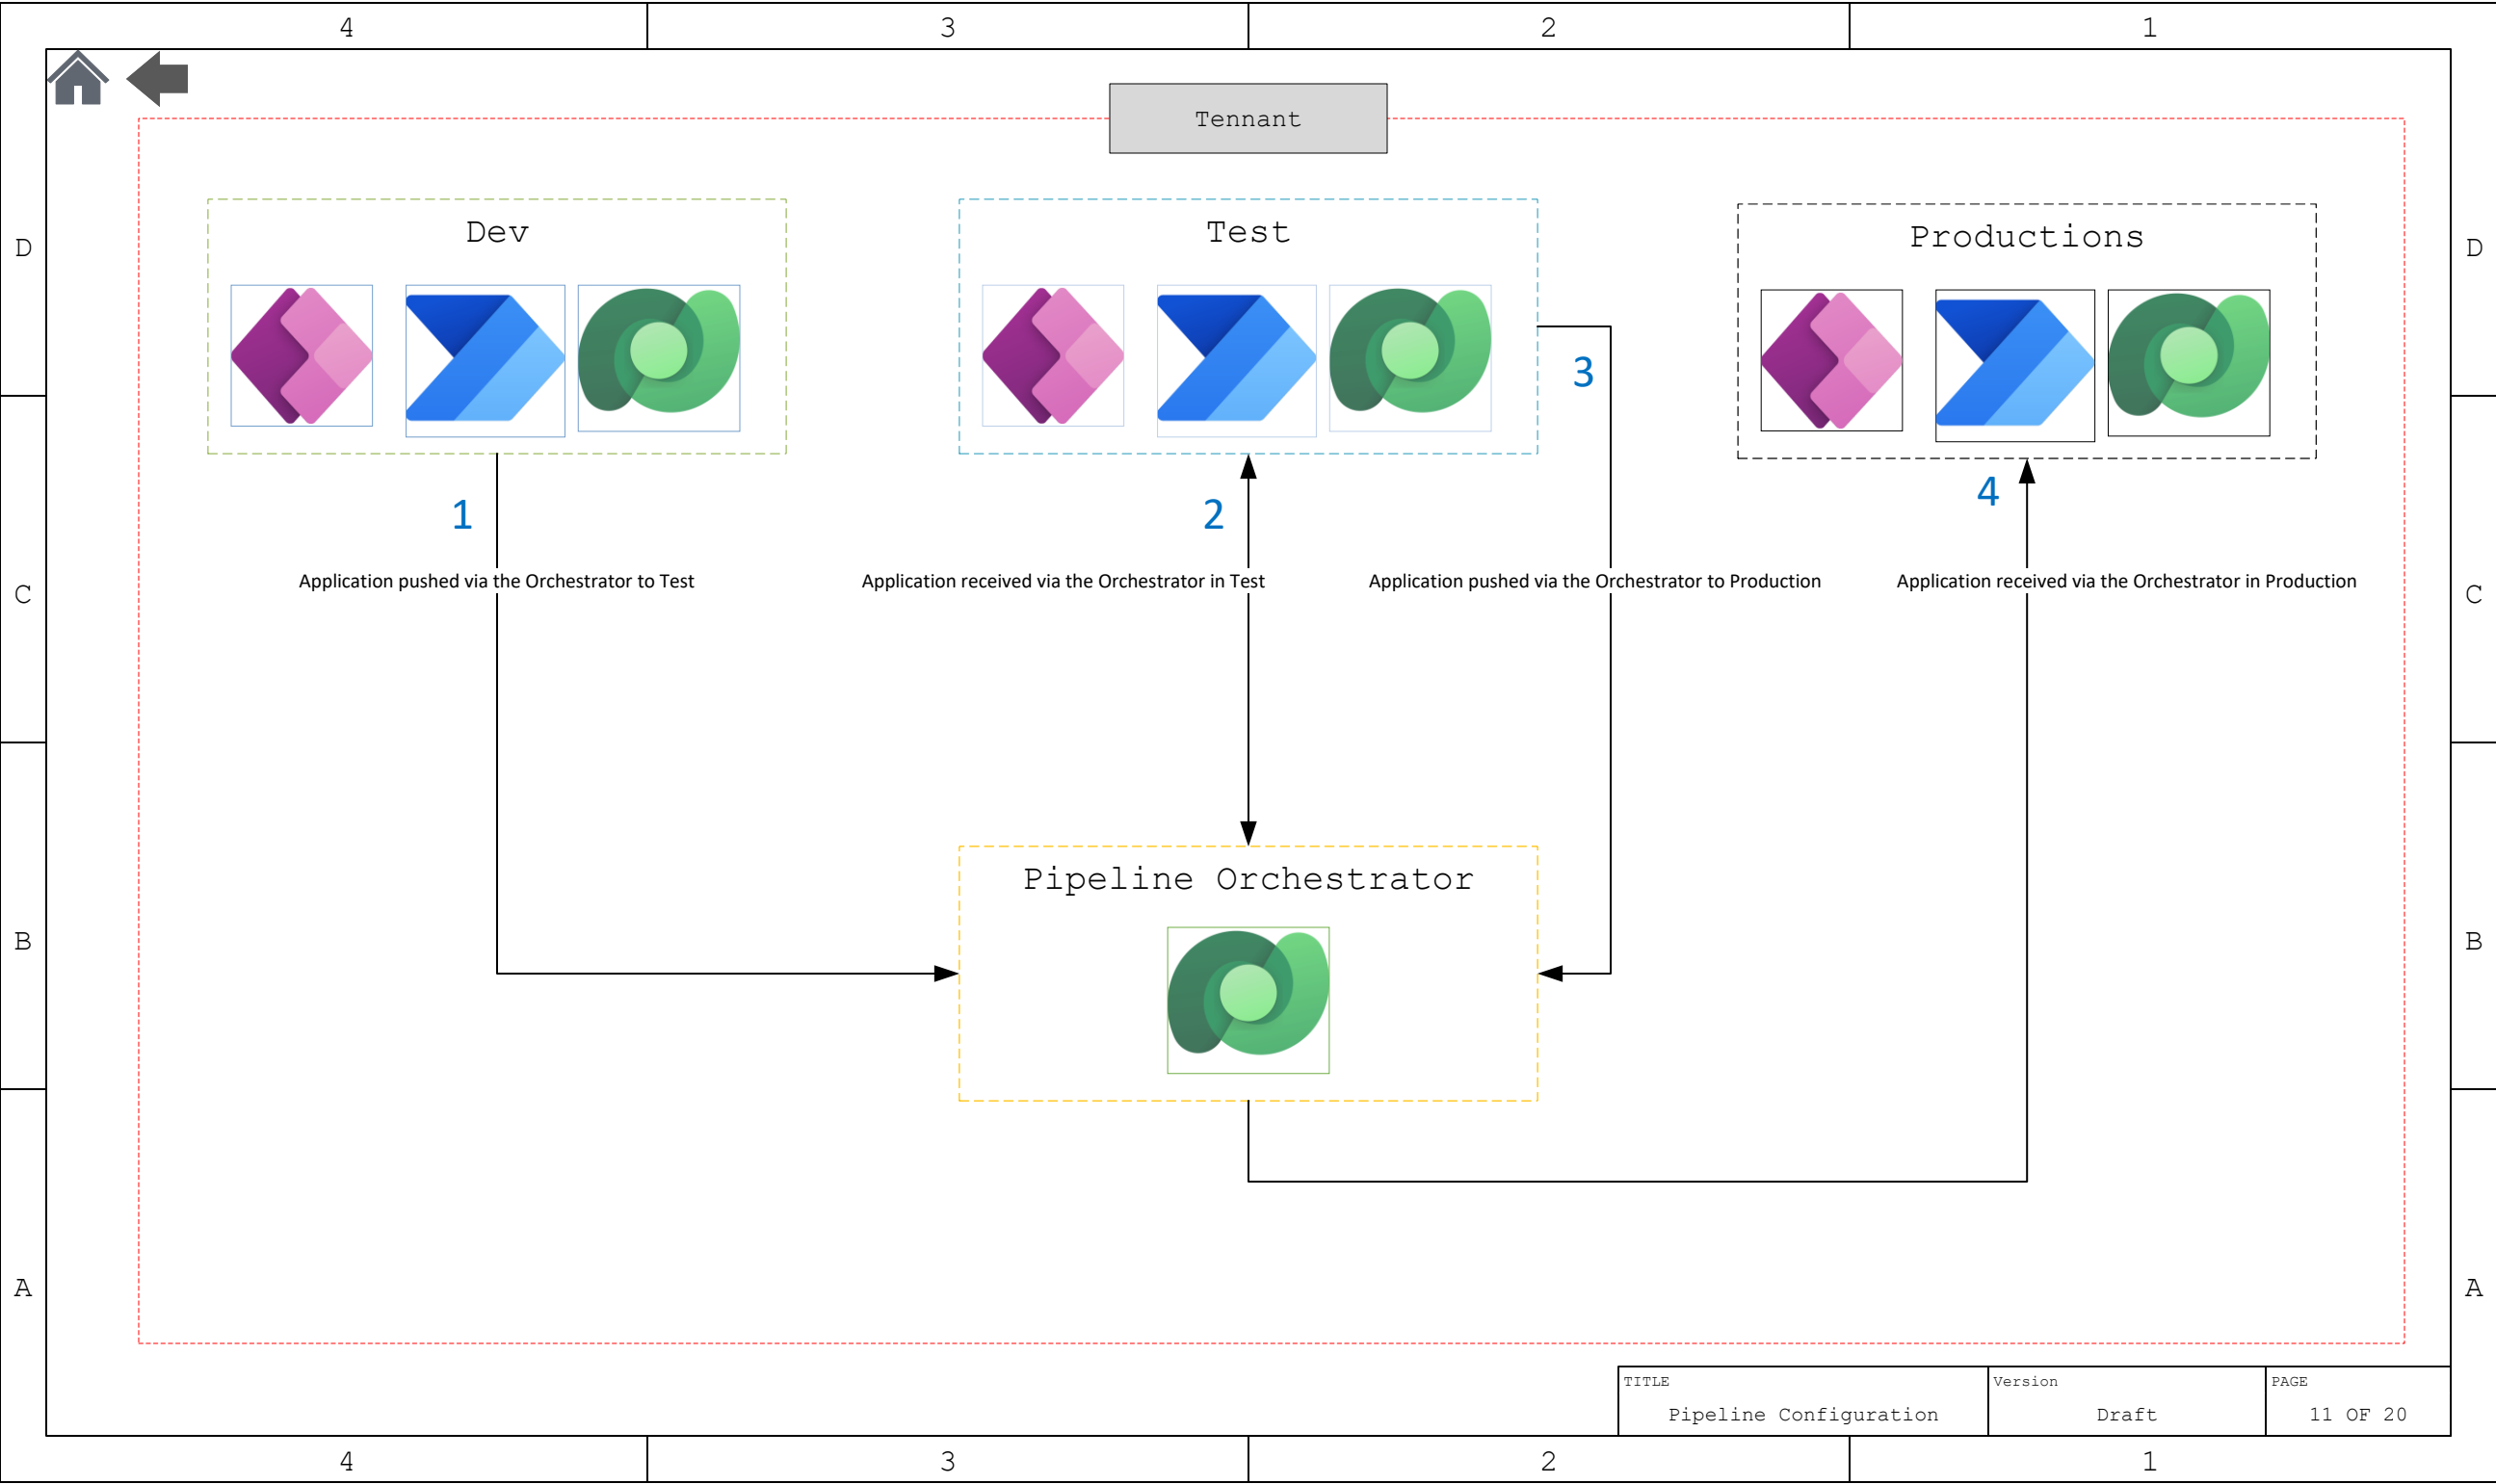 4 3 2 1
Tennant
Dev Test Productions
D D
3
1 2 4
Application pushed via the Orchestrator to Test
Application received via the Orchestrator in Test
Application pushed via the Orchestrator to Production
Application received via the Orchestrator in Production
C C
Pipeline Orchestrator
B B
A A
TITLE Version PAGE
Pipeline Configuration Draft 11 OF 20
4 3 2 1